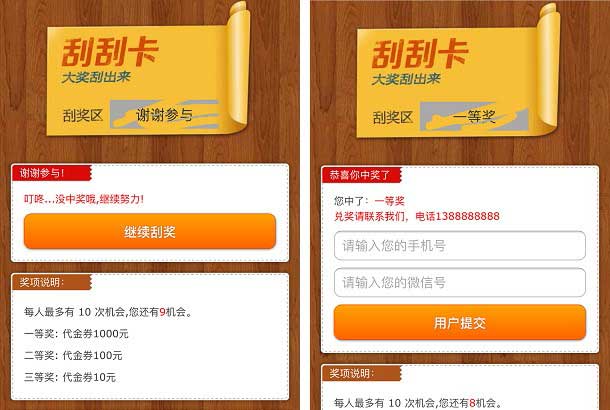 刮刮卡
大奖刮出来
刮奖区
谢谢参与
谢谢参与!
叮咚...没中奖哦,继续努力!
继续刮奖
奖项说明:
每人最多有 10 次机会,您还有9机会。
一等奖: 代金券1000元
二等奖: 代金券100元
三等奖: 代金券10元
刮刮卡
大奖刮出来
刮奖区
一等奖
恭喜你中奖了
您中了：一等奖
兑奖请联系我们，电话1388888888
请输入您的手机号
请输入您的微信号
用户提交
奖项说明:
每人最多有 10 次机会,您还有8机会。